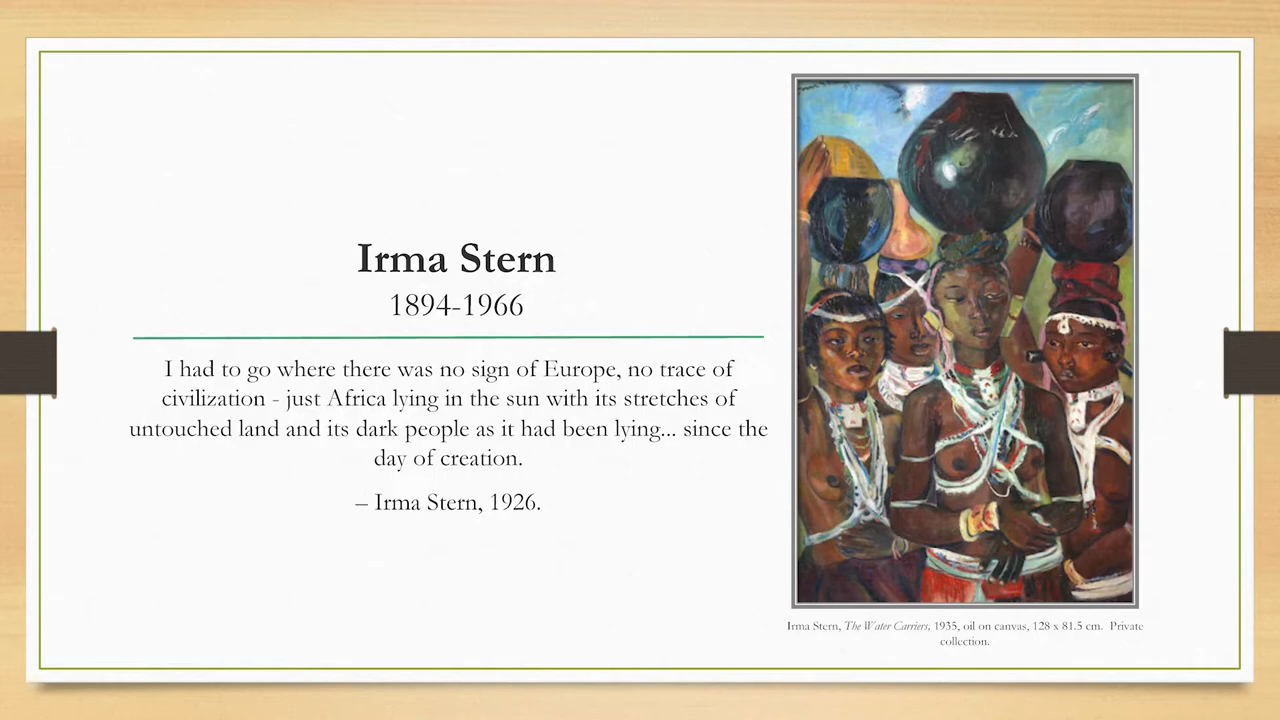 Irma Stern
1894-1966
I had to go where there was no sign of Europe, no trace of
civilization - just Africa lying in the sun with its stretches of
untouched land and its dark people as it had been lying... since the
day of creation.
– Irma Stern, 1926.
Irma Stern, The Water Carriers, 1935, oil on canvas, 128 x 81.5 cm. Private
collection.